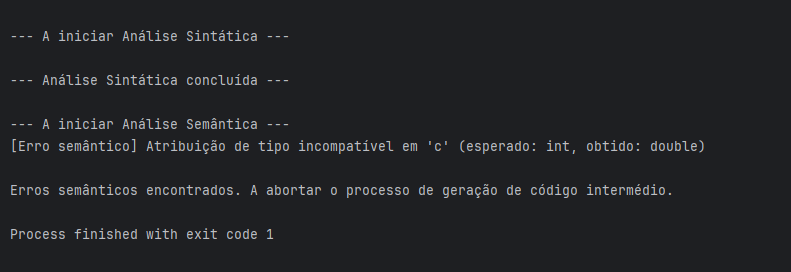 --- A iniciar Análise Sintática ---
--- Análise Sintática concluída ---
--- A iniciar Análise Semântica ---
[Erro semântico] Atribuição de tipo incompatível em 'c' (esperado: int, obtido: double)
Erros semânticos encontrados. A abortar o processo de geração de código intermédio.
Process finished with exit code 1